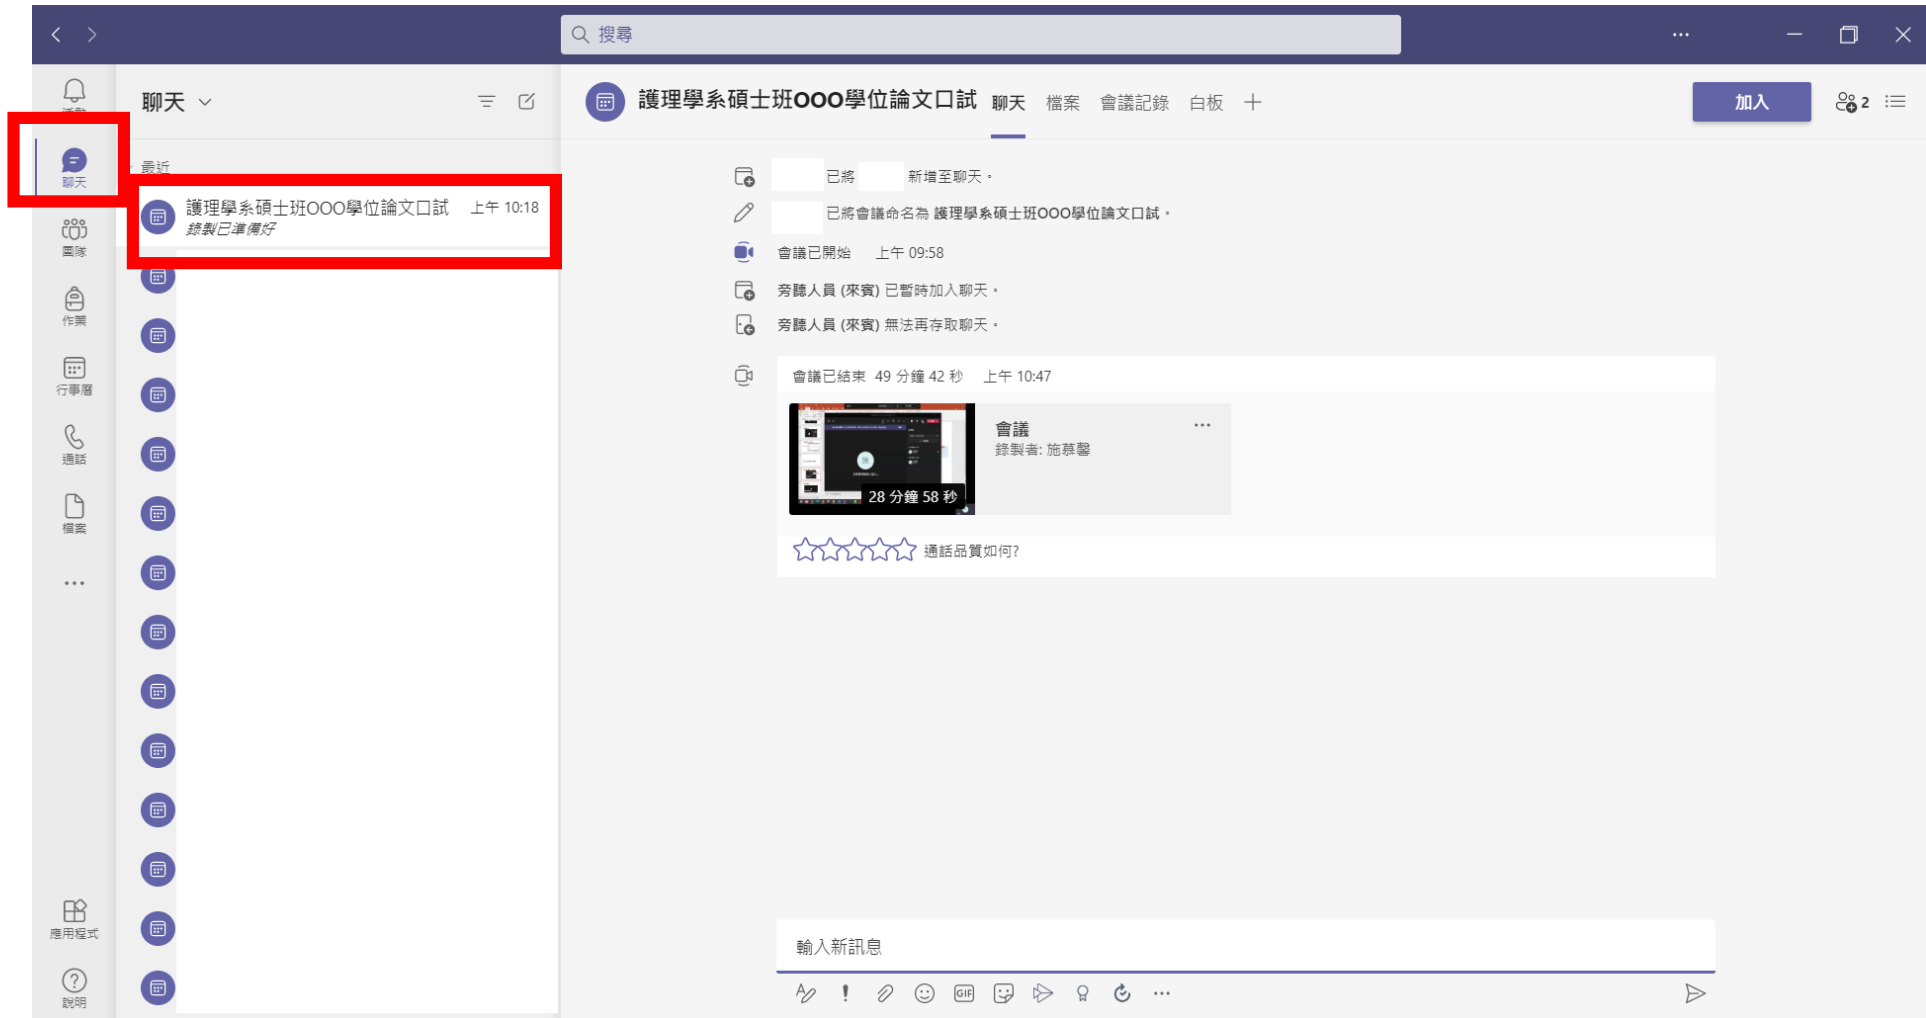 搜尋
活動
聊天
團隊
作業
行事曆
通話
檔案
應用程式
說明
聊天
最近
護理學系碩士班OOO學位論文口試 上午 10:18
錄製已準備好
護理學系碩士班OOO學位論文口試 聊天 檔案 會議記錄 白板
加入 2
已將 新增至聊天。
已將會議命名為 護理學系碩士班OOO學位論文口試。
會議已開始 上午 09:58
旁聽人員 (來賓) 已暫時加入聊天。
旁聽人員 (來賓) 無法再存取聊天。
會議已結束 49 分鐘 42 秒 上午 10:47
28 分鐘 58 秒
會議
錄製者: 施慕馨
通話品質如何?
輸入新訊息
GIF